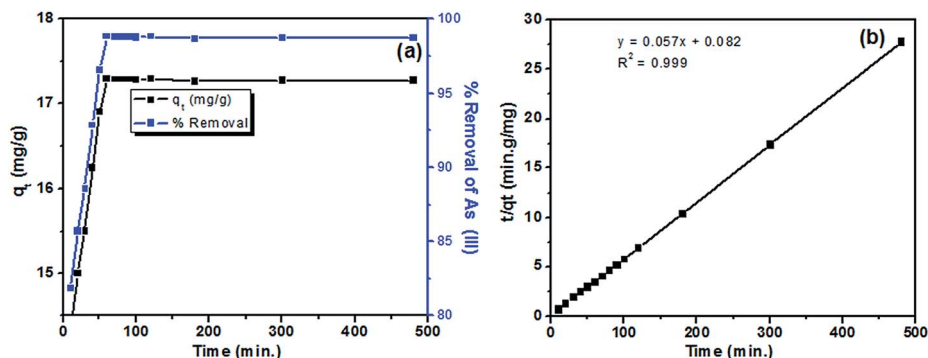 (a)
18
17
16
15
q_t (mg/g)
q_t (mg/g)
% Removal
100
95
90
85
80
% Removal of As (III)
0 100 200 300 400 500
Time (min.)
(b)
y = 0.057x + 0.082
R² = 0.999
30
25
20
15
10
5
0
t/qt (min.g/mg)
0 100 200 300 400 500
Time (min.)